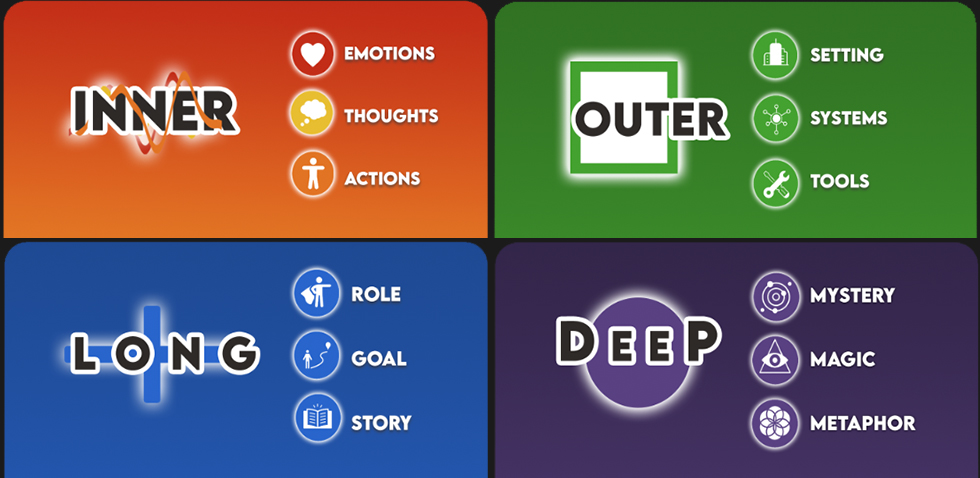 INNER
EMOTIONS
THOUGHTS
ACTIONS
OUTER
SETTING
SYSTEMS
TOOLS
LONG
ROLE
GOAL
STORY
DEEP
MYSTERY
MAGIC
METAPHOR